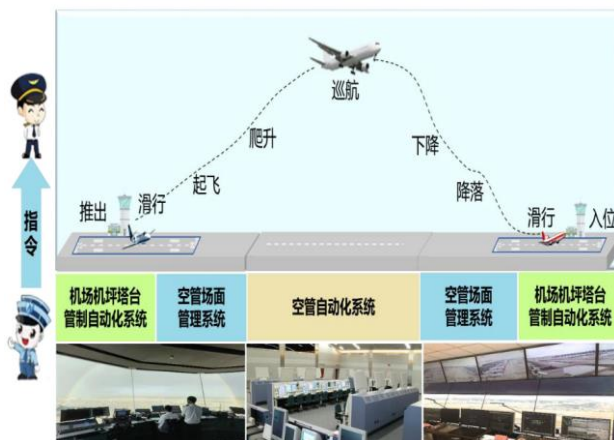 巡航
爬升
下降
起飞
降落
推出
滑行
滑行
入位
指令
机场机坪塔台
管制自动化系统
空管场面
管理系统
空管自动化系统
空管场面
管理系统
机场机坪塔台
管制自动化系统